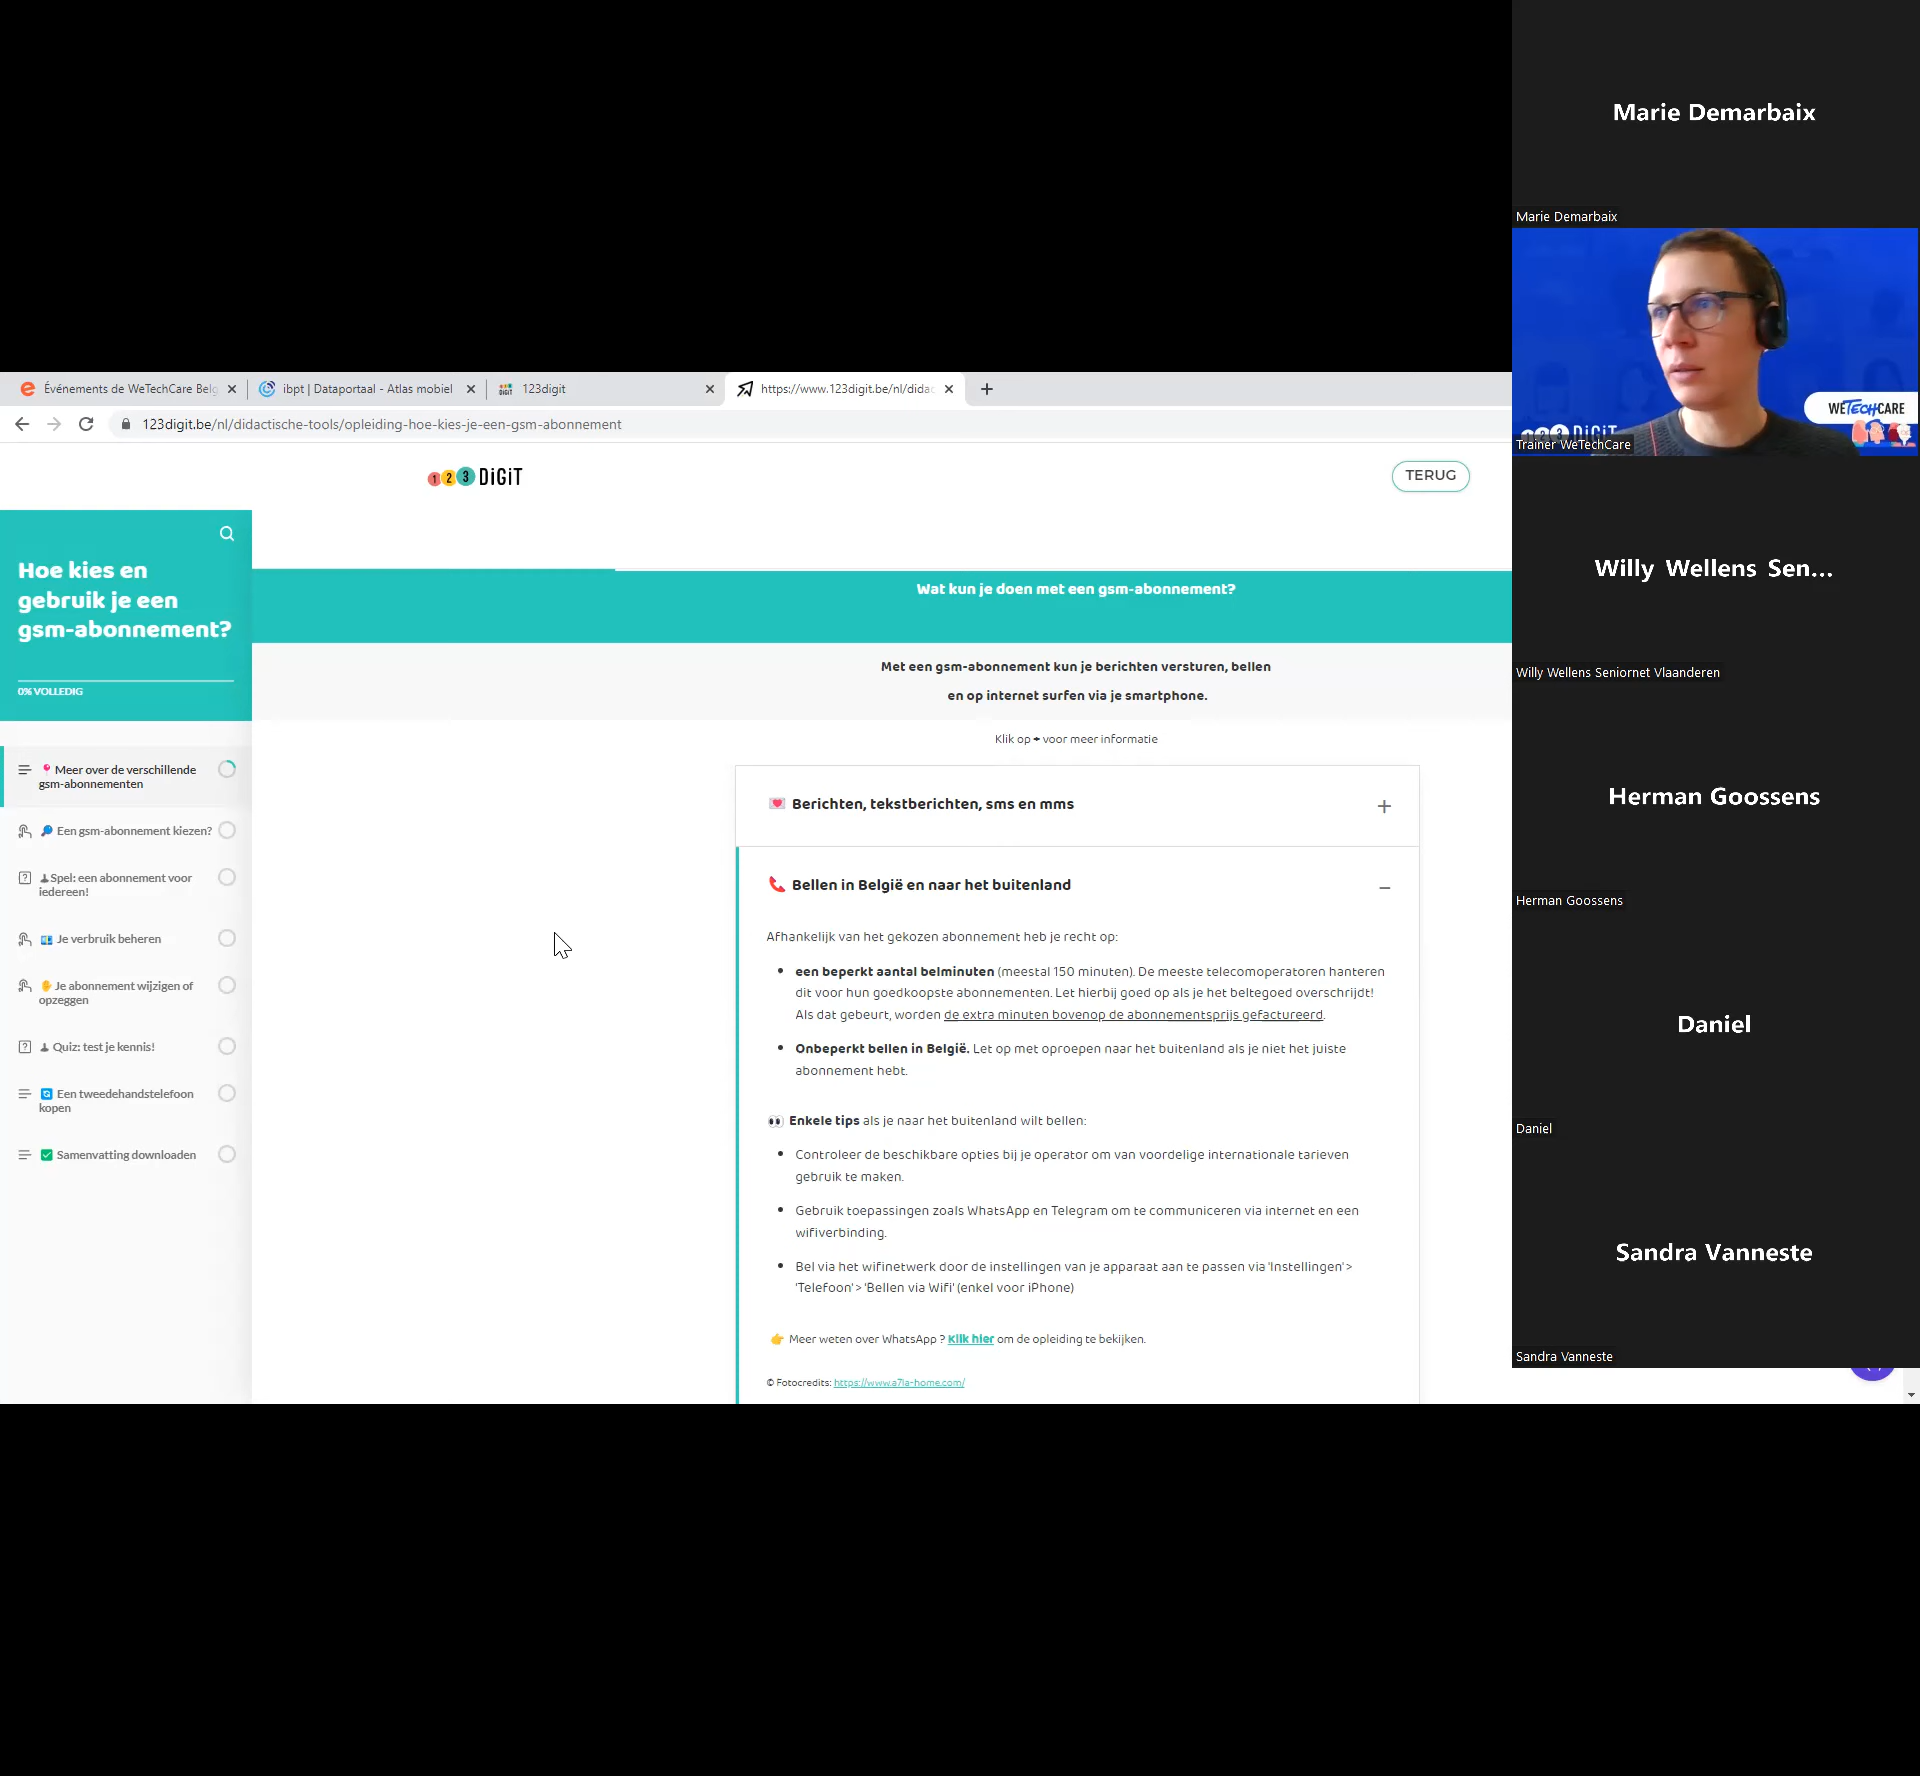 Marie Demarbaix
Marie Demarbaix
WETECHCARE
123 DiGiT
Trainer WeTechCare
Événements de WeTechCare Belg
ibpt | Dataportaal - Atlas mobiel
123digit
https://www.123digit.be/nl/didac
123digit.be/nl/didactische-tools/opleiding-hoe-kies-je-een-gsm-abonnement
123 DiGiT
TERUG
Hoe kies en
gebruik je een
gsm-abonnement?
0% VOLLEDIG
Meer over de verschillende
gsm-abonnementen
Een gsm-abonnement kiezen?
Spel: een abonnement voor
iedereen!
Je verbruik beheren
Je abonnement wijzigen of
opzeggen
Quiz: test je kennis!
Een tweedehandstelefoon
kopen
Samenvatting downloaden
Wat kun je doen met een gsm-abonnement?
Met een gsm-abonnement kun je berichten versturen, bellen
en op internet surfen via je smartphone.
Klik op + voor meer informatie
Berichten, tekstberichten, sms en mms
Bellen in België en naar het buitenland
Afhankelijk van het gekozen abonnement heb je recht op:
• een beperkt aantal belminuten (meestal 150 minuten). De meeste telecomoperatoren hanteren
dit voor hun goedkoopste abonnementen. Let hierbij goed op als je het beltegoed overschrijdt!
Als dat gebeurt, worden de extra minuten bovenop de abonnementsprijs gefactureerd.
• Onbeperkt bellen in België. Let op met oproepen naar het buitenland als je niet het juiste
abonnement hebt.
Enkele tips als je naar het buitenland wilt bellen:
• Controleer de beschikbare opties bij je operator om van voordelige internationale tarieven
gebruik te maken.
• Gebruik toepassingen zoals WhatsApp en Telegram om te communiceren via internet en een
wifiverbinding.
• Bel via het wifinetwerk door de instellingen van je apparaat aan te passen via 'Instellingen' >
'Telefoon' > 'Bellen via Wifi' (enkel voor iPhone)
Meer weten over WhatsApp ? Klik hier om de opleiding te bekijken.
© Fotocredits: https://www.a7la-home.com/
Willy Wellens Sen...
Willy Wellens Seniornet Vlaanderen
Herman Goossens
Herman Goossens
Daniel
Daniel
Sandra Vanneste
Sandra Vanneste